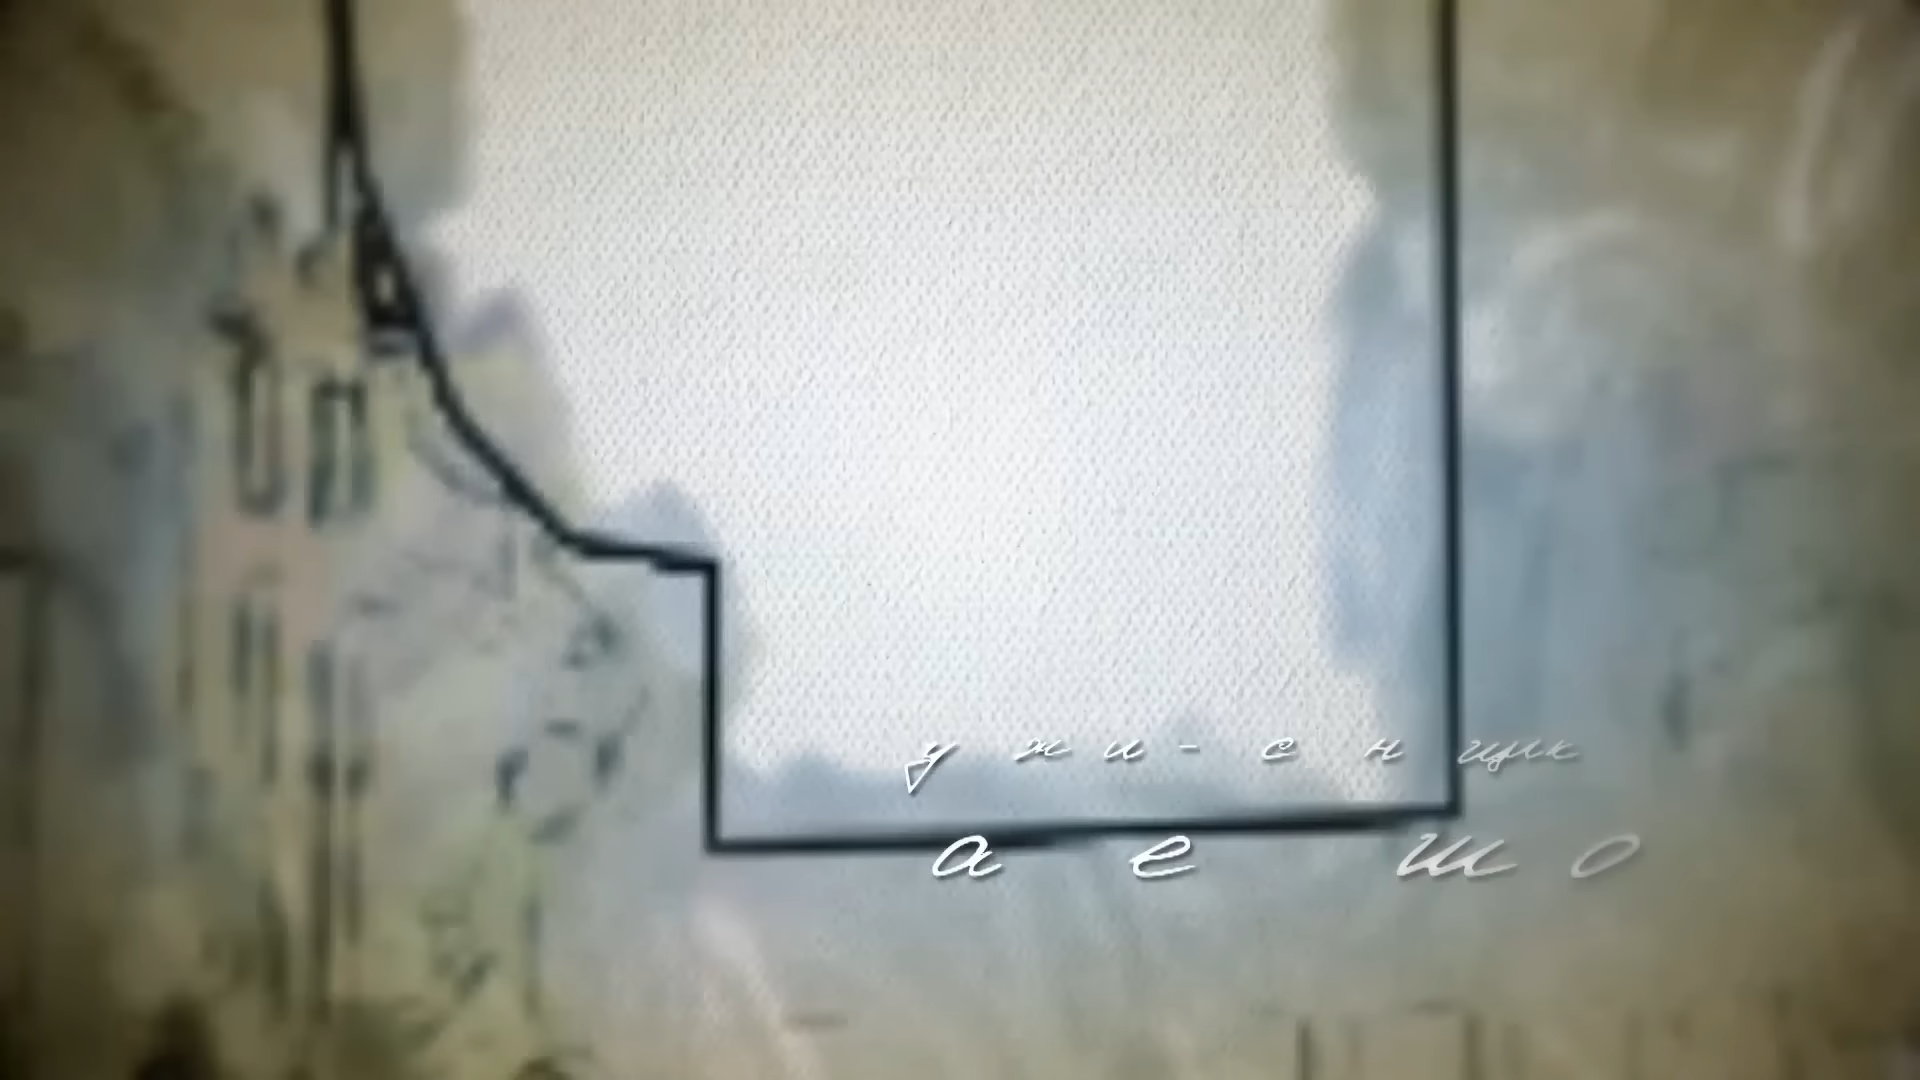 у ж и - с н щик
а е ш о